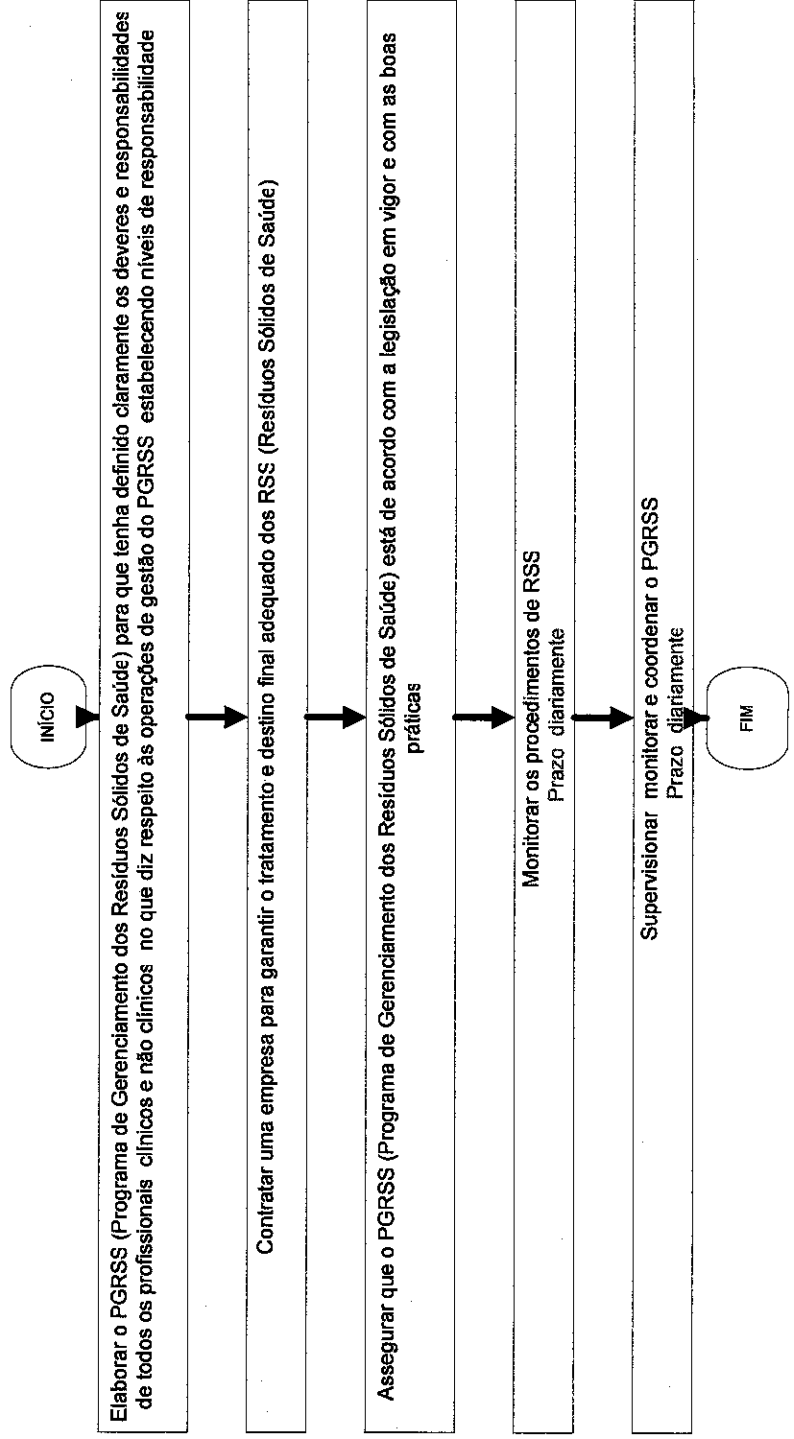 INÍCIO
Elaborar o PGRSS (Programa de Gerenciamento dos Resíduos Sólidos de Saúde) para que tenha definido claramente os deveres e responsabilidades
de todos os profissionais clínicos e não clínicos no que diz respeito às operações de gestão do PGRSS estabelecendo níveis de responsabilidade
Contratar uma empresa para garantir o tratamento e destino final adequado dos RSS (Resíduos Sólidos de Saúde)
Assegurar que o PGRSS (Programa de Gerenciamento dos Resíduos Sólidos de Saúde) está de acordo com a legislação em vigor e com as boas
práticas
Monitorar os procedimentos de RSS
Prazo diariamente
Supervisionar monitorar e coordenar o PGRSS
Prazo diariamente
FIM